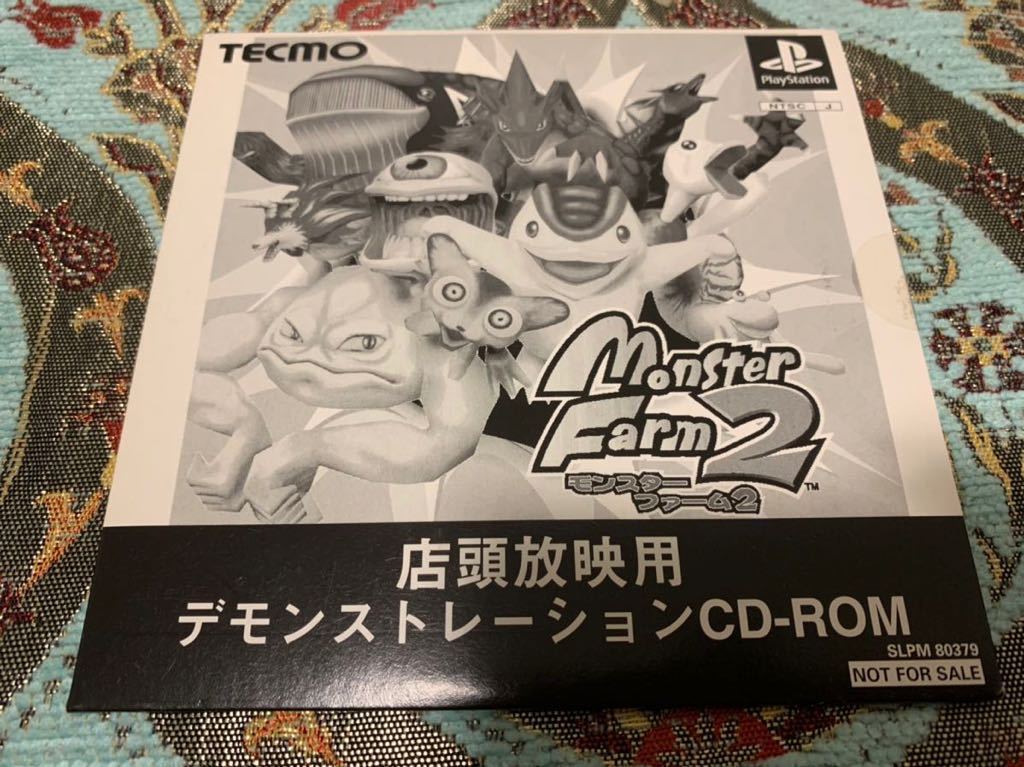 TECMO
PlayStation
NTSC J
Monster
Farm 2 ™
モンスター
ファーム2
店頭放映用
デモンストレーションCD-ROM
SLPM 80379
NOT FOR SALE